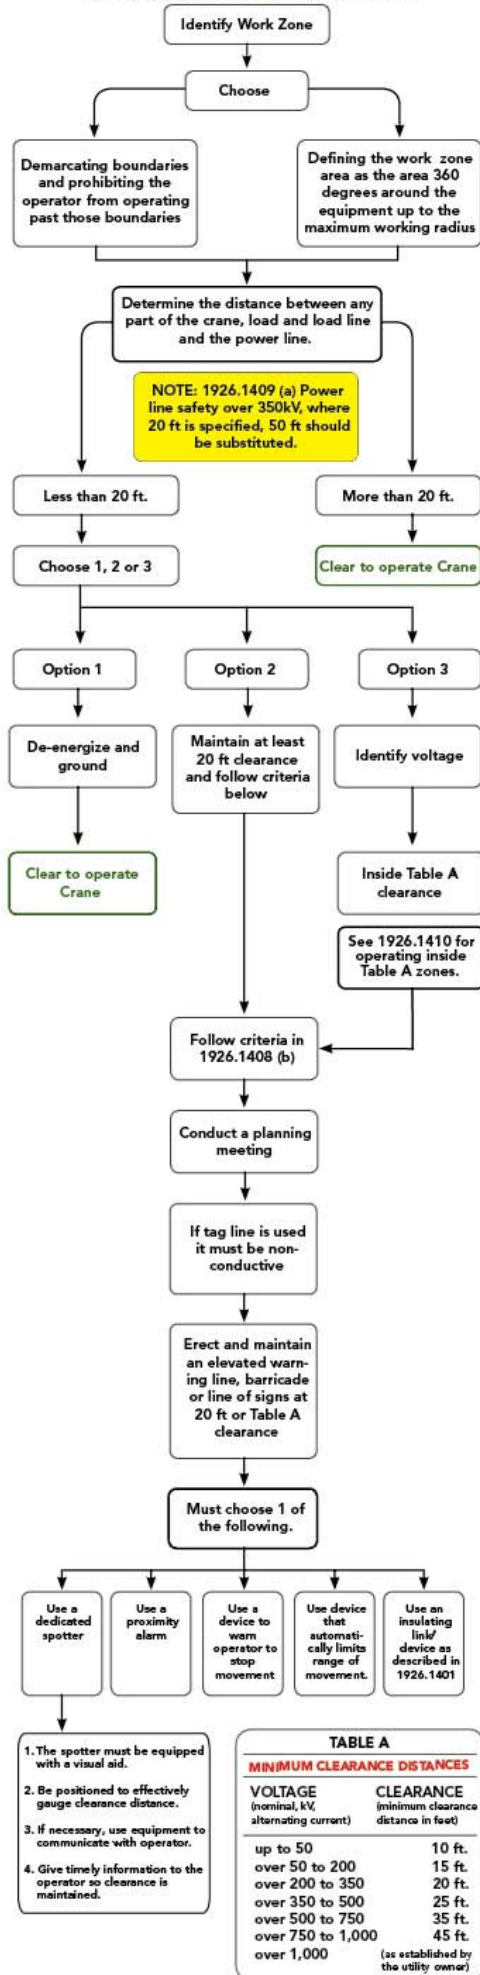 Identify Work Zone
Choose
Demarcating boundaries
and prohibiting the
operator from operating
past those boundaries
Defining the work zone
area as the area 360
degrees around the
equipment up to the
maximum working radius
Determine the distance between any
part of the crane, load and load line
and the power line.
NOTE: 1926.1409 (a) Power
line safety over 350kV, where
20 ft is specified, 50 ft should
be substituted.
Less than 20 ft.
More than 20 ft.
Choose 1, 2 or 3
Clear to operate Crane
Option 1
Option 2
Option 3
De-energize and
ground
Maintain at least
20 ft clearance
and follow criteria
below
Identify voltage
Clear to operate
Crane
Inside Table A
clearance
See 1926.1410 for
operating inside
Table A zones.
Follow criteria in
1926.1408 (b)
Conduct a planning
meeting
If tag line is used
it must be non-
conductive
Erect and maintain
an elevated warn-
ing line, barricade
or line of signs at
20 ft or Table A
clearance
Must choose 1 of
the following.
Use a
dedicated
spotter
Use a
proximity
alarm
Use a
device to
warn
operator to
stop
movement
Use device
that
automati-
cally limits
range of
movement.
Use an
insulating
link/
device as
described in
1926.1401
1. The spotter must be equipped
with a visual aid.
2. Be positioned to effectively
gauge clearance distance.
3. If necessary, use equipment to
communicate with operator.
4. Give timely information to the
operator so clearance is
maintained.
TABLE A
MINIMUM CLEARANCE DISTANCES
VOLTAGE CLEARANCE
(nominal, kV, (minimum clearance
alternating current) distance in feet)
up to 50 10 ft.
over 50 to 200 15 ft.
over 200 to 350 20 ft.
over 350 to 500 25 ft.
over 500 to 750 35 ft.
over 750 to 1,000 45 ft.
over 1,000 (as established by
the utility owner)